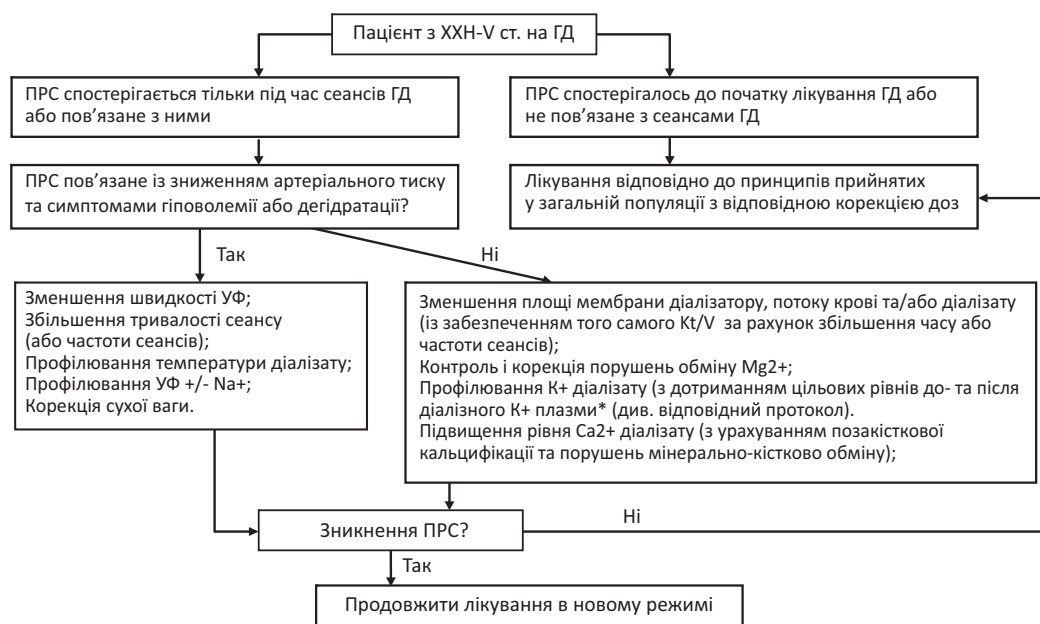 Пацієнт з ХХН-V ст. на ГД
ПРС спостерігається тільки під час сеансів ГД
або пов’язане з ними
ПРС спостерігалось до початку лікування ГД або
не пов’язане з сеансами ГД
ПРС пов’язане із зниженням артеріального тиску
та симптомами гіповолемії або дегідратації?
Лікування відповідно до принципів прийнятих
у загальній популяції з відповідною корекцією доз
Так
Ні
Зменшення швидкості УФ;
Збільшення тривалості сеансу
(або частоти сеансів);
Профілювання температури діалізату;
Профілювання УФ +/- Na+;
Корекція сухої ваги.
Зменшення площі мембрани діалізатору, потоку крові та/або діалізату
(із забезпеченням того самого Kt/V за рахунок збільшення часу або
частоти сеансів);
Контроль і корекція порушень обміну Mg2+;
Профілювання К+ діалізату (з дотриманням цільових рівнів до- та після
діалізного К+ плазми* (див. відповідний протокол).
Підвищення рівня Са2+ діалізату (з урахуванням позакісткової
кальцифікації та порушень мінерально-кістково обміну);
Зникнення ПРС?
Ні
Так
Продовжити лікування в новому режимі